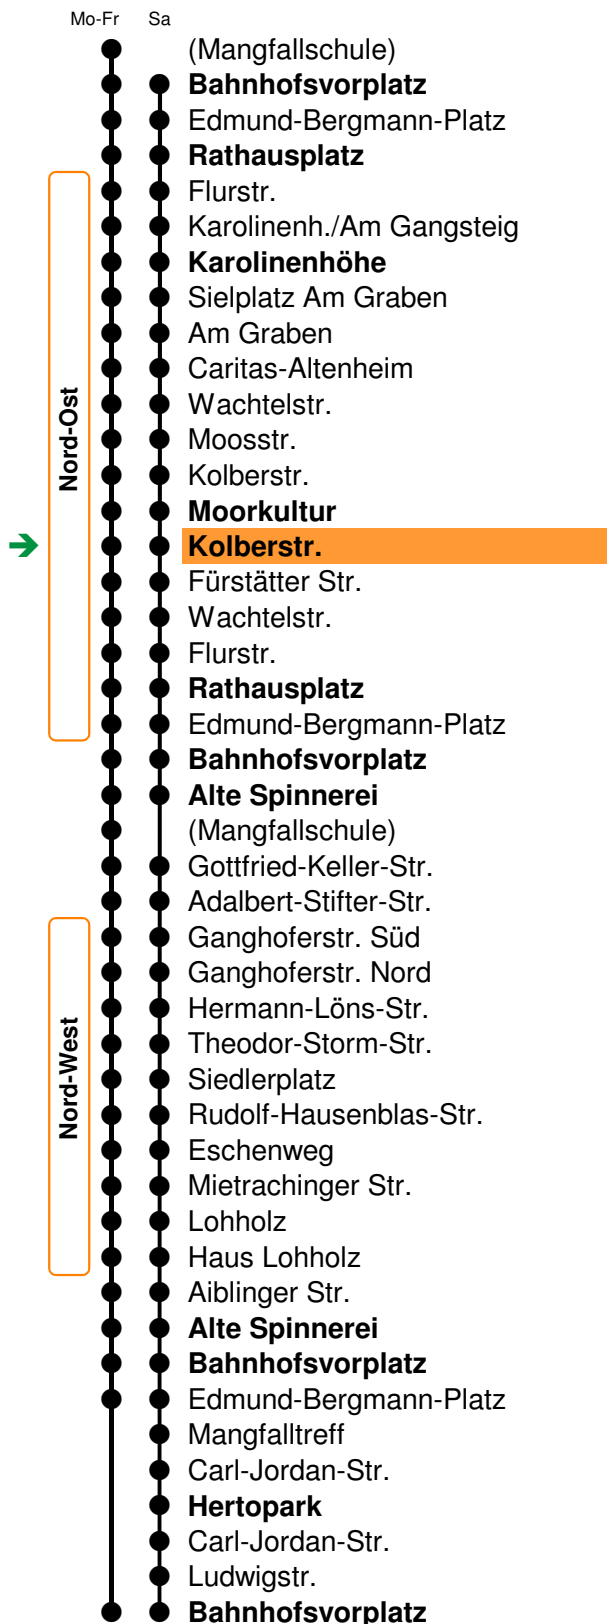 Mo-Fr Sa
(Mangfallschule)
Bahnhofsvorplatz
Edmund-Bergmann-Platz
Rathausplatz
Flurstr.
Karolinenh./Am Gangsteig
Karolinenhöhe
Sielplatz Am Graben
Am Graben
Caritas-Altenheim
Wachtelstr.
Nord-Ost
Moosstr.
Kolberstr.
Moorkultur
Kolberstr.
Fürstätter Str.
Wachtelstr.
Flurstr.
Rathausplatz
Edmund-Bergmann-Platz
Bahnhofsvorplatz
Alte Spinnerei
(Mangfallschule)
Gottfried-Keller-Str.
Adalbert-Stifter-Str.
Ganghoferstr. Süd
Ganghoferstr. Nord
Hermann-Löns-Str.
Theodor-Storm-Str.
Nord-West
Siedlerplatz
Rudolf-Hausenblas-Str.
Eschenweg
Mietrachinger Str.
Lohholz
Haus Lohholz
Aiblinger Str.
Alte Spinnerei
Bahnhofsvorplatz
Edmund-Bergmann-Platz
Mangfalltreff
Carl-Jordan-Str.
Hertopark
Carl-Jordan-Str.
Ludwigstr.
Bahnhofsvorplatz